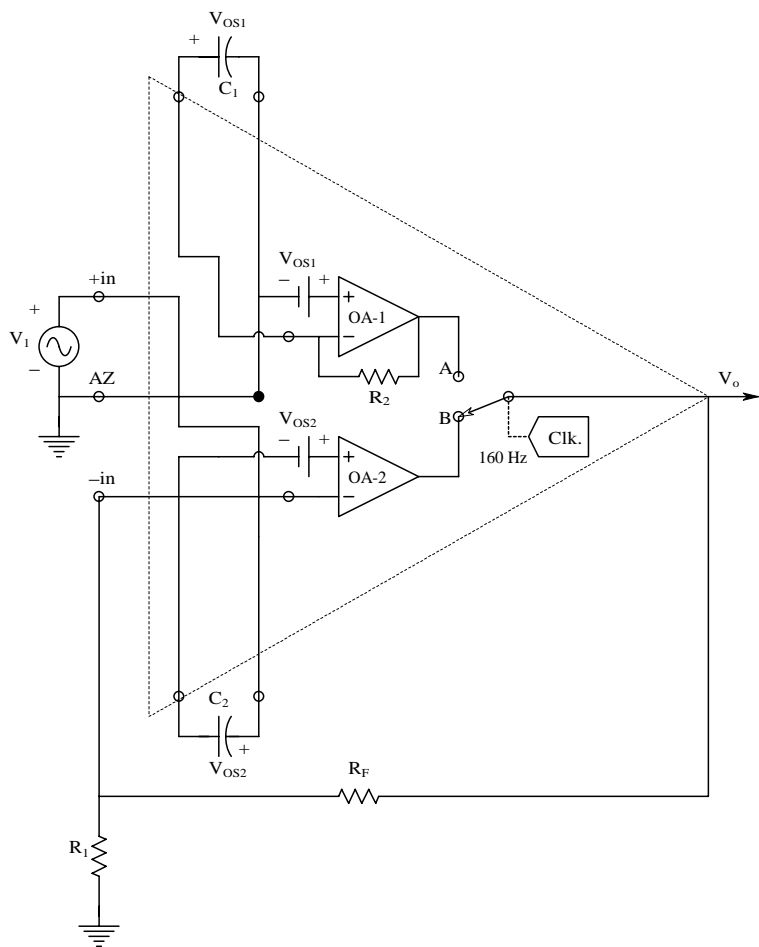 V_OS1
+
C_1
V_OS1
− +
+in
+
OA-1
−
+
V_1
−
A
AZ
R_2
V_o
V_OS2
B
− +
+
Clk.
160 Hz
OA-2
−in
−
C_2
+
V_OS2
R_F
R_1